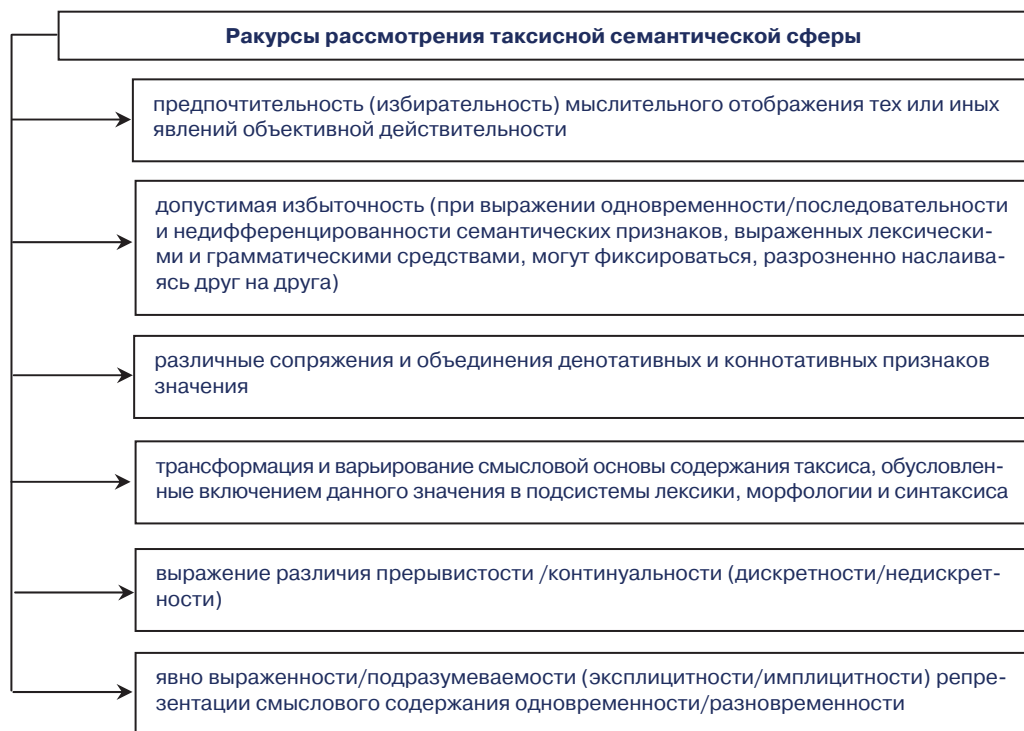 Ракурсы рассмотрения таксисной семантической сферы
предпочтительность (избирательность) мыслительного отображения тех или иных
явлений объективной действительности
допустимая избыточность (при выражении одновременности/последовательности
и недифференцированности семантических признаков, выраженных лексически-
ми и грамматическими средствами, могут фиксироваться, разрозненно наслаива-
ясь друг на друга)
различные сопряжения и объединения денотативных и коннотативных признаков
значения
трансформация и варьирование смысловой основы содержания таксиса, обусловлен-
ные включением данного значения в подсистемы лексики, морфологии и синтаксиса
выражение различия прерывистости /континуальности (дискретности/недискрет-
ности)
явно выраженности/подразумеваемости (эксплицитности/имплицитности) репре-
зентации смыслового содержания одновременности/разновременности